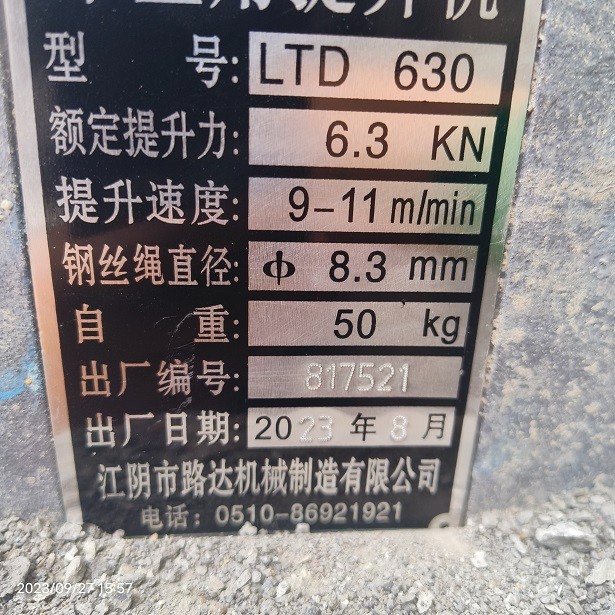 提升机
型 号: LTD 630
额定提升力: 6.3 KN
提升速度: 9-11 m/min
钢丝绳直径: ф 8.3 mm
自 重: 50 kg
出厂编号: 817521
出厂日期: 2023 年 8 月
江阴市路达机械制造有限公司
电话: 0510-86921921
2023/09/27 15:57